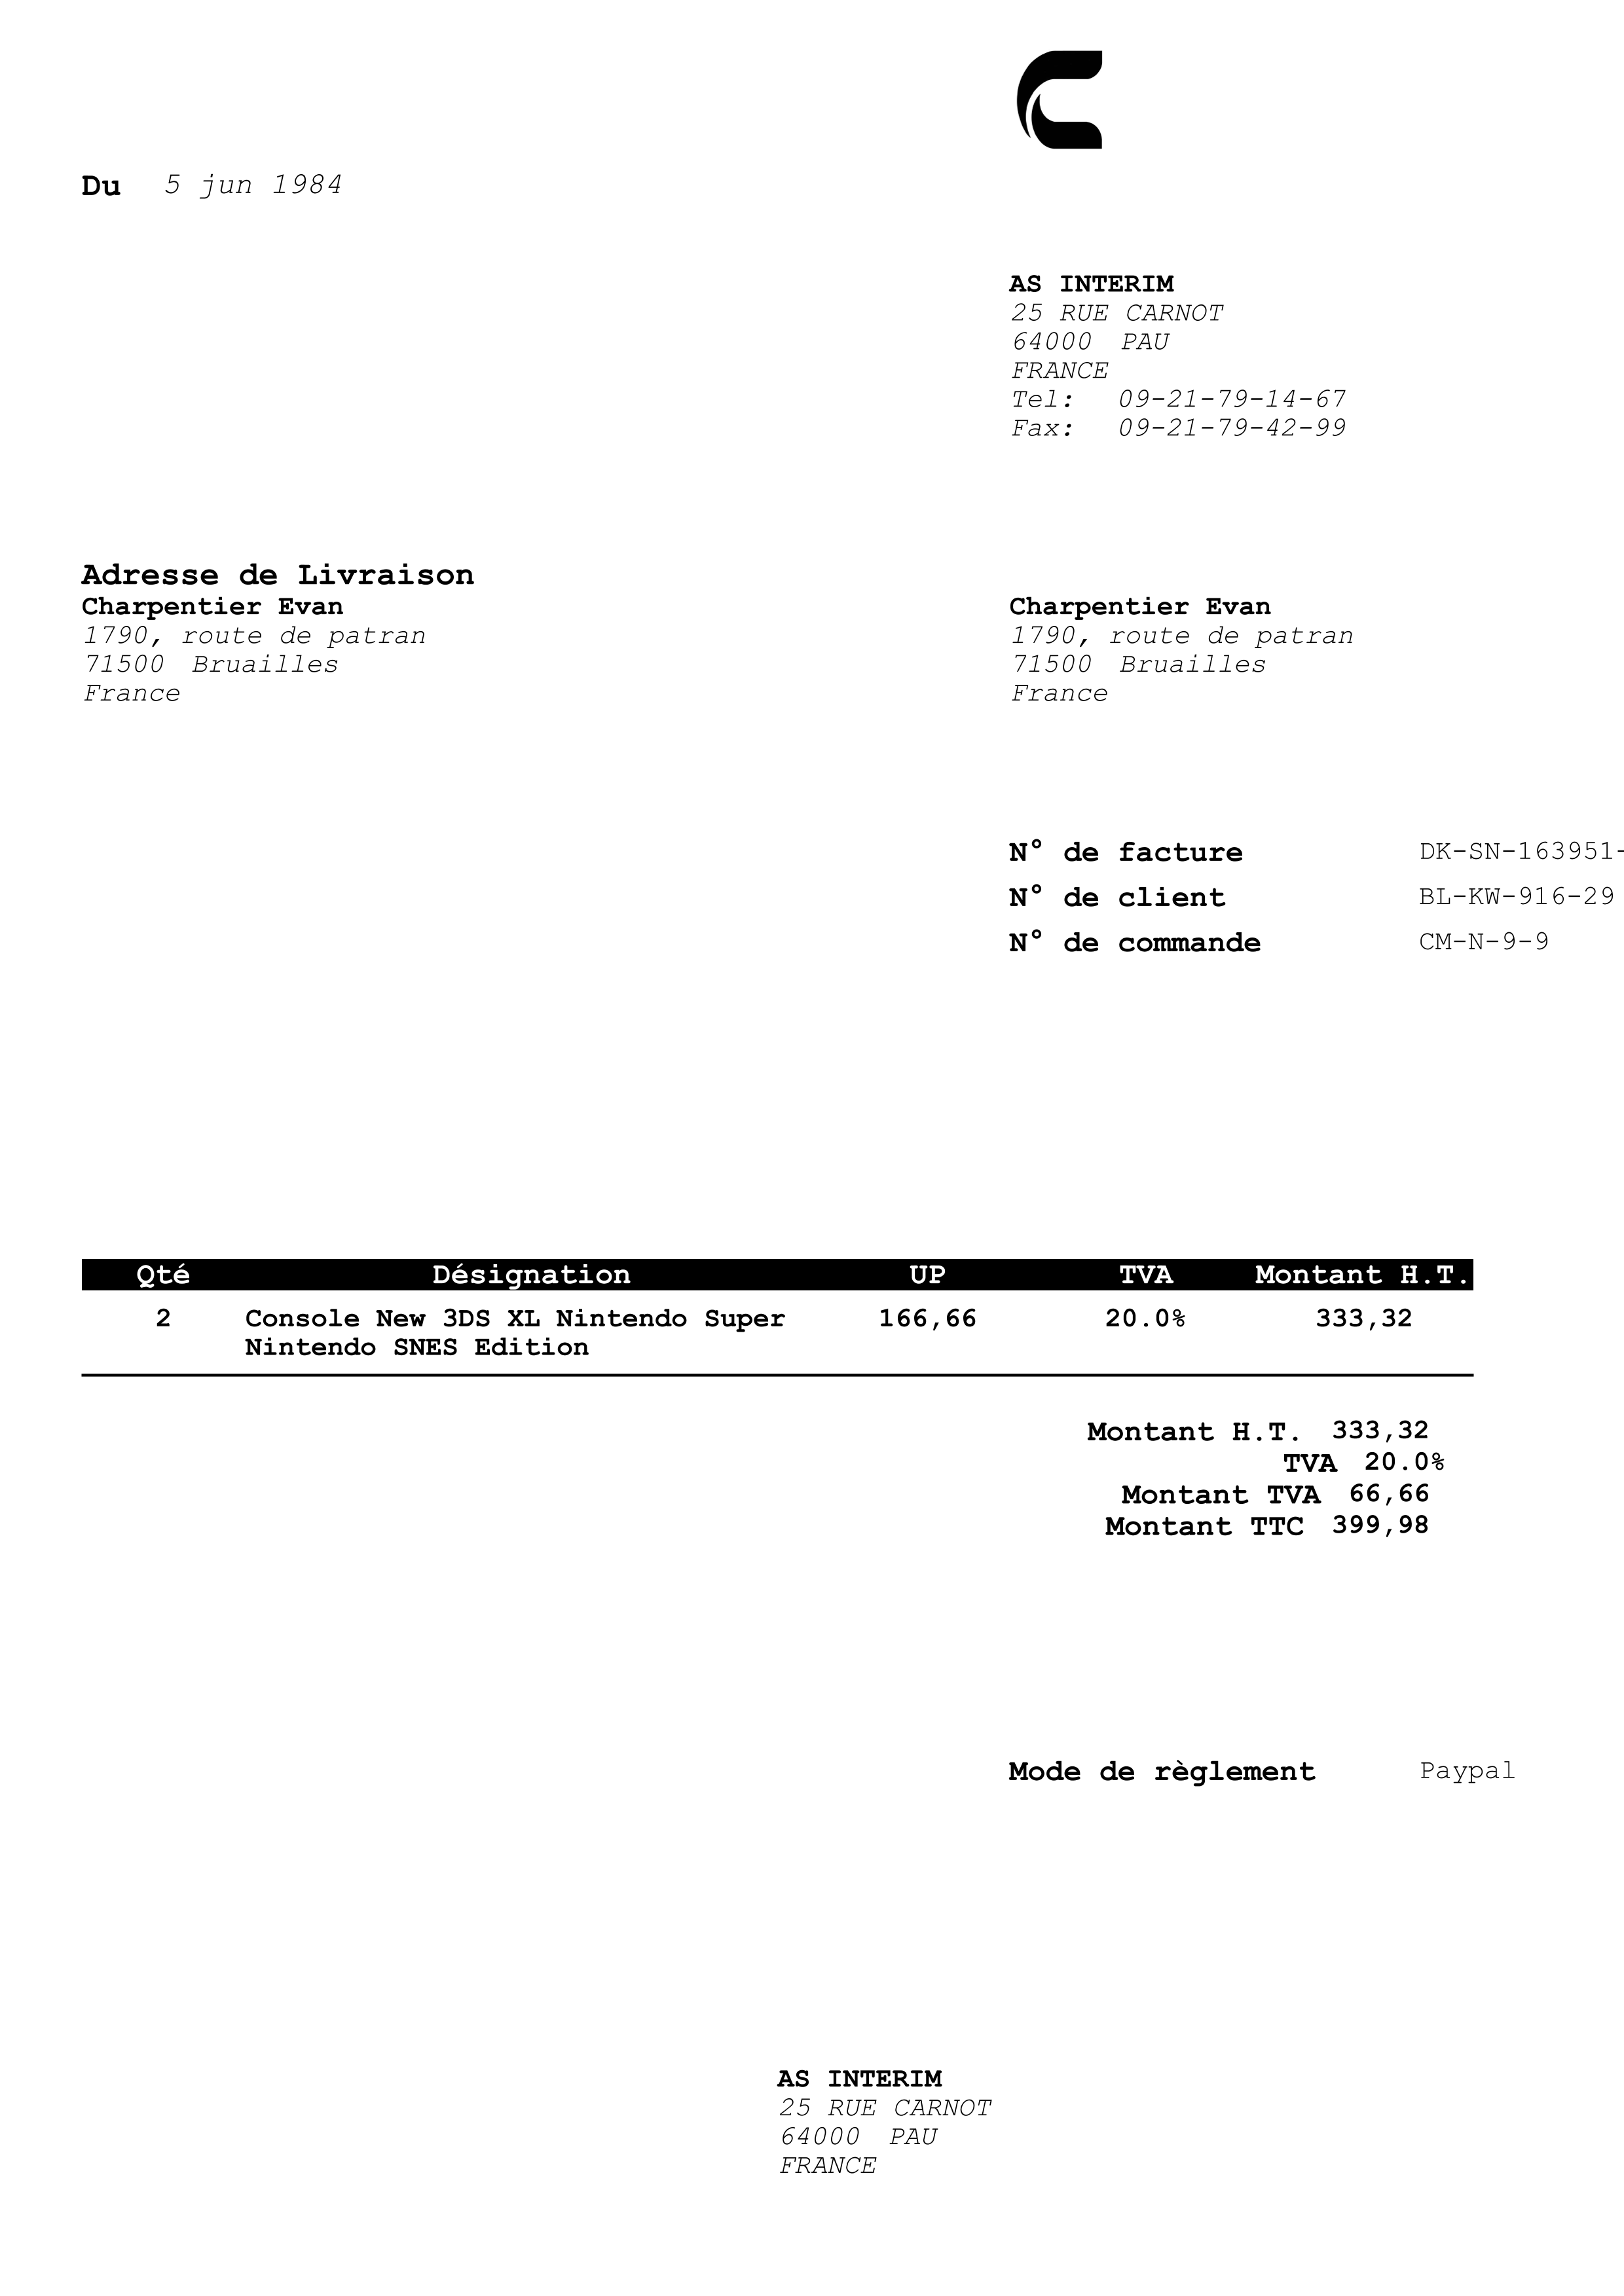 Du 5 jun 1984
AS INTERIM
25 RUE CARNOT
64000 PAU
FRANCE
Tel: 09-21-79-14-67
Fax: 09-21-79-42-99
Adresse de Livraison
Charpentier Evan
1790, route de patran
71500 Bruailles
France
Charpentier Evan
1790, route de patran
71500 Bruailles
France
N° de facture DK-SN-163951-
N° de client BL-KW-916-29
N° de commande CM-N-9-9
Qté Désignation UP TVA Montant H.T.
2 Console New 3DS XL Nintendo Super 166,66 20.0% 333,32
Nintendo SNES Edition
Montant H.T. 333,32
TVA 20.0%
Montant TVA 66,66
Montant TTC 399,98
Mode de règlement Paypal
AS INTERIM
25 RUE CARNOT
64000 PAU
FRANCE